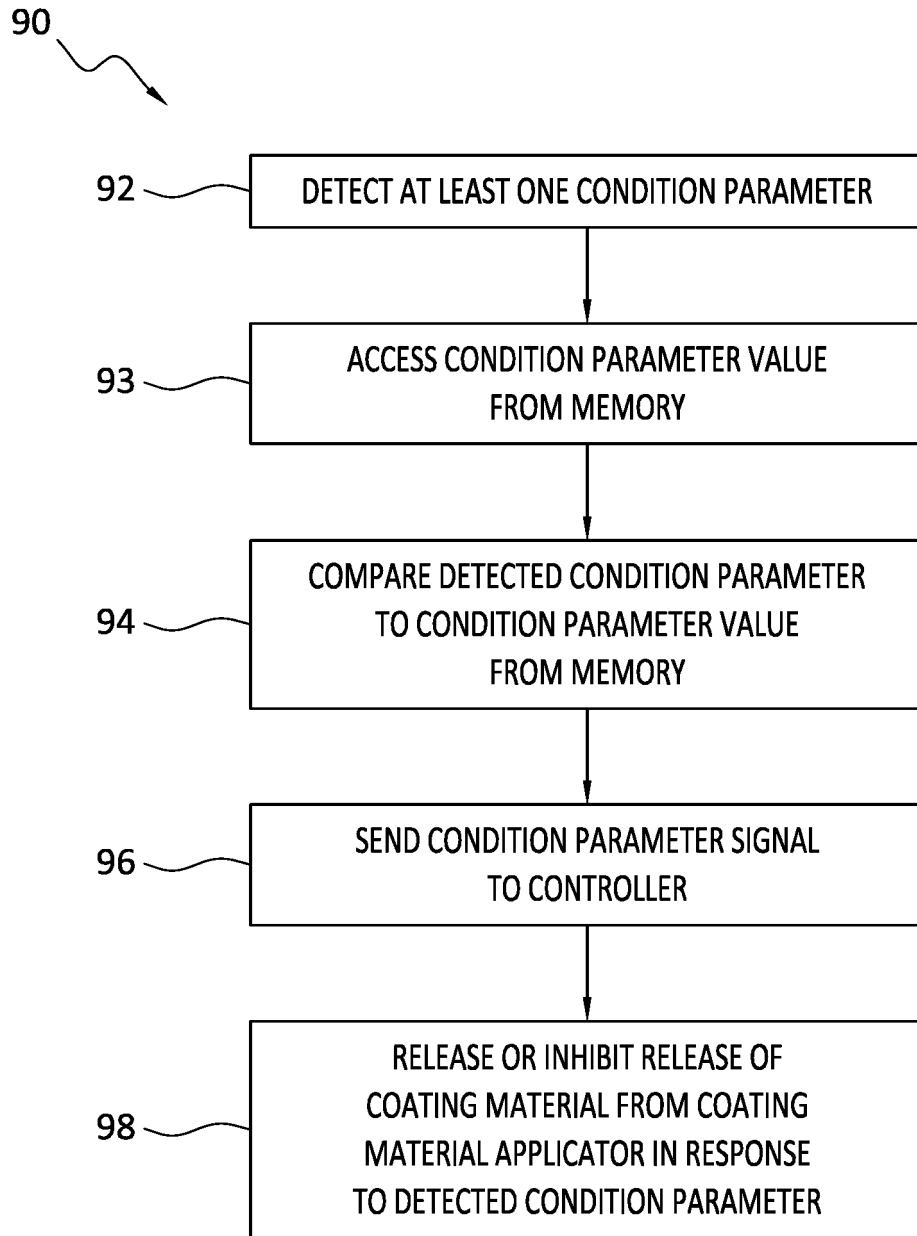 90
92
DETECT AT LEAST ONE CONDITION PARAMETER
93
ACCESS CONDITION PARAMETER VALUE
FROM MEMORY
94
COMPARE DETECTED CONDITION PARAMETER
TO CONDITION PARAMETER VALUE
FROM MEMORY
96
SEND CONDITION PARAMETER SIGNAL
TO CONTROLLER
98
RELEASE OR INHIBIT RELEASE OF
COATING MATERIAL FROM COATING
MATERIAL APPLICATOR IN RESPONSE
TO DETECTED CONDITION PARAMETER